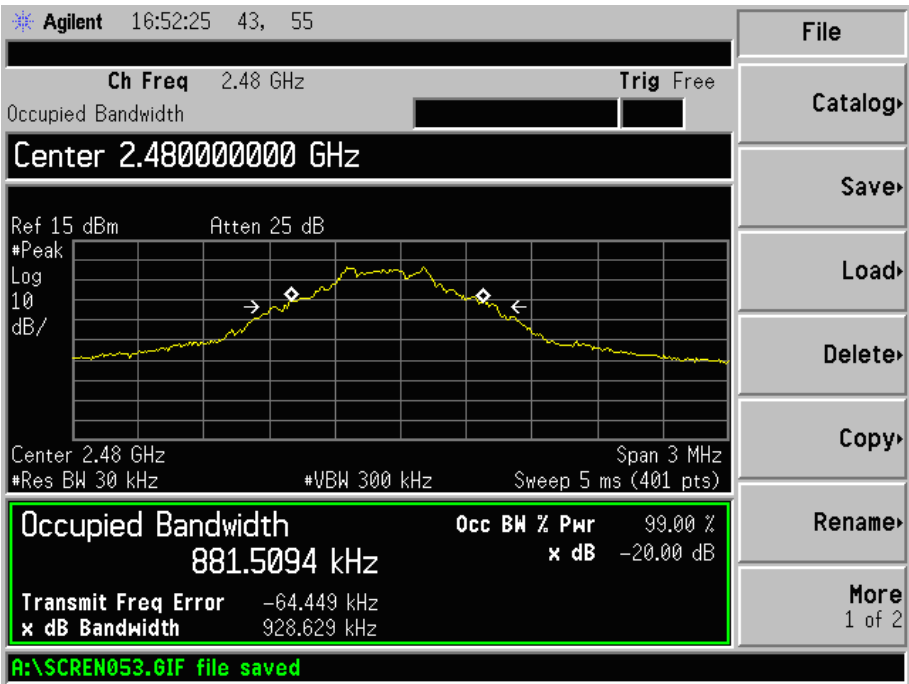 Agilent 16:52:25 43, 55
Ch Freq 2.48 GHz Trig Free
Occupied Bandwidth
Center 2.480000000 GHz
Ref 15 dBm Atten 25 dB
#Peak
Log
10
dB/
Center 2.48 GHz Span 3 MHz
#Res BW 30 kHz #VBW 300 kHz Sweep 5 ms (401 pts)
Occupied Bandwidth Occ BW % Pwr 99.00 %
881.5094 kHz x dB -20.00 dB
Transmit Freq Error -64.449 kHz
x dB Bandwidth 928.629 kHz
A:\SCREN053.GIF file saved
File
Catalog
Save
Load
Delete
Copy
Rename
More
1 of 2